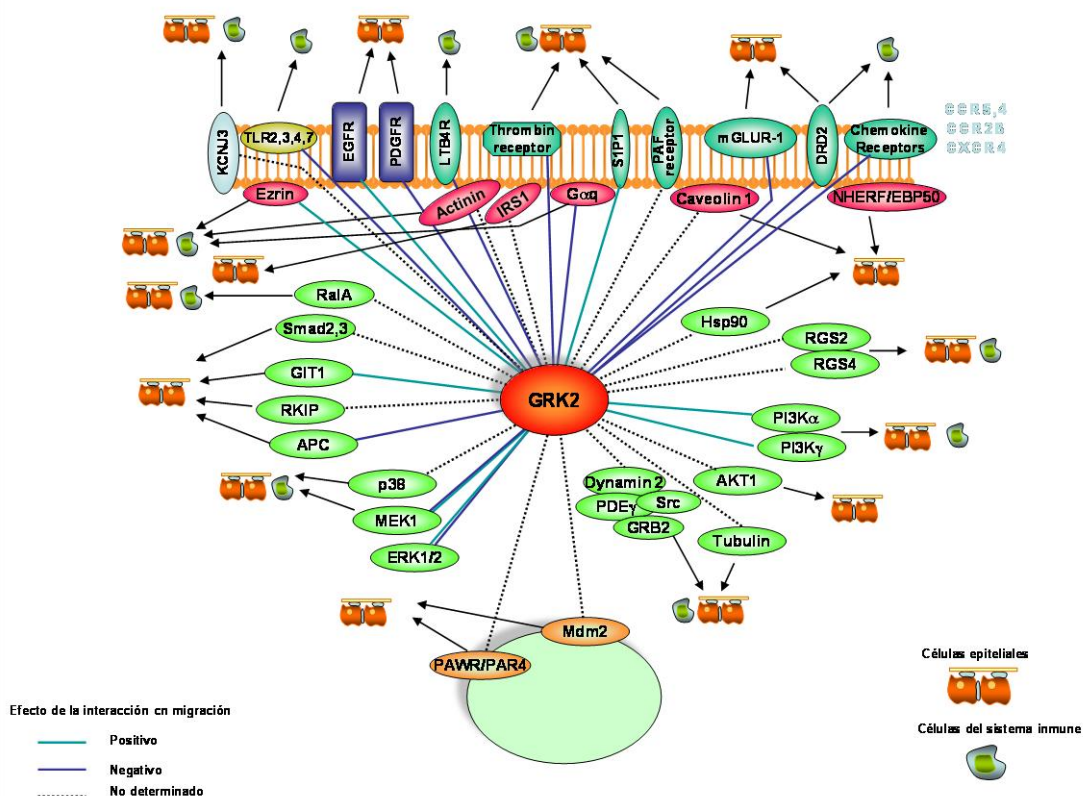 CCR5,4
CCR2B
CXCR4
KCNJ3
TLR2,3,4,7
EGFR
PDGFR
LTB4R
Thrombin
receptor
S1P1
PAF
receptor
mGLUR-1
DRD2
Chemokine
Receptors
Ezrin
Actinin
IRS1
Gαq
Caveolin 1
NHERF/EBP50
RalA
Smad2,3
GIT1
RKIP
APC
p38
MEK1
ERK1/2
GRK2
Hsp90
RGS2
RGS4
PI3Kα
PI3Kγ
AKT1
Dynamin 2
PDEγ
Src
GRB2
Tubulin
Mdm2
PAWR/PAR4
Efecto de la interacción en migración
Positivo
Negativo
No determinado
Células epiteliales
Células del sistema inmune